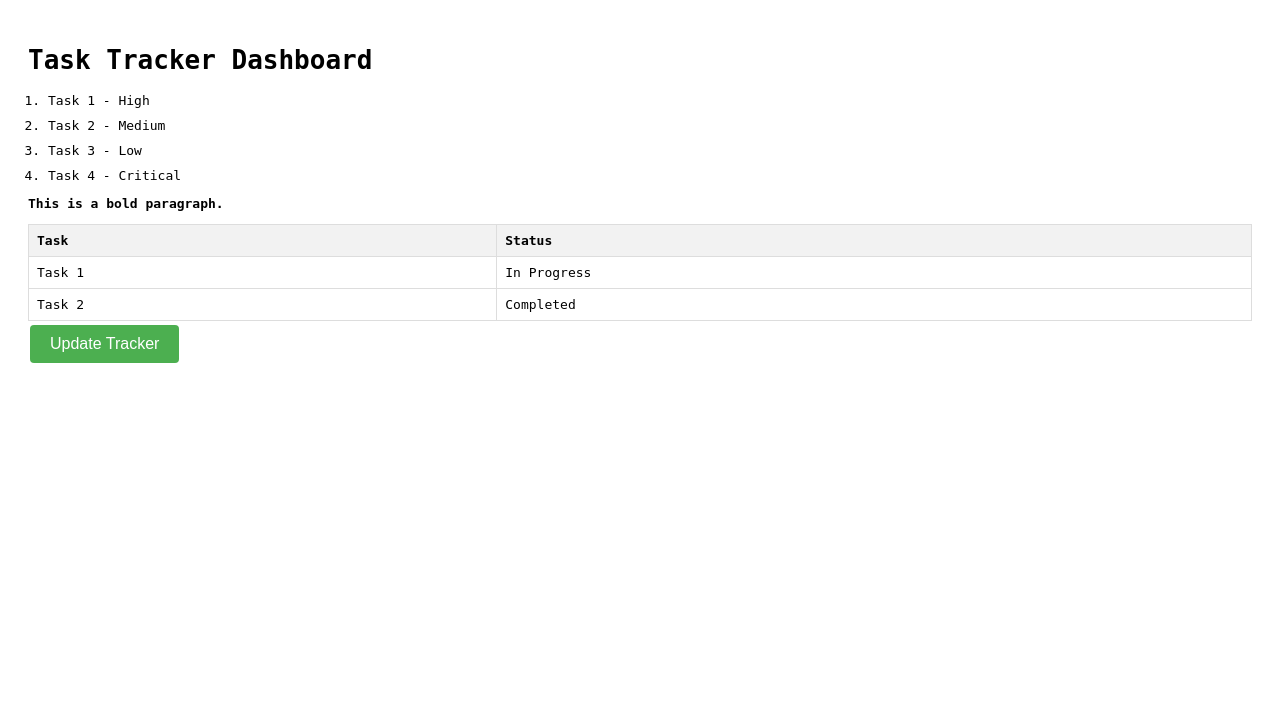 Task Tracker Dashboard
1. Task 1 - High
2. Task 2 - Medium
3. Task 3 - Low
4. Task 4 - Critical
This is a bold paragraph.
Task Status
Task 1 In Progress
Task 2 Completed
Update Tracker